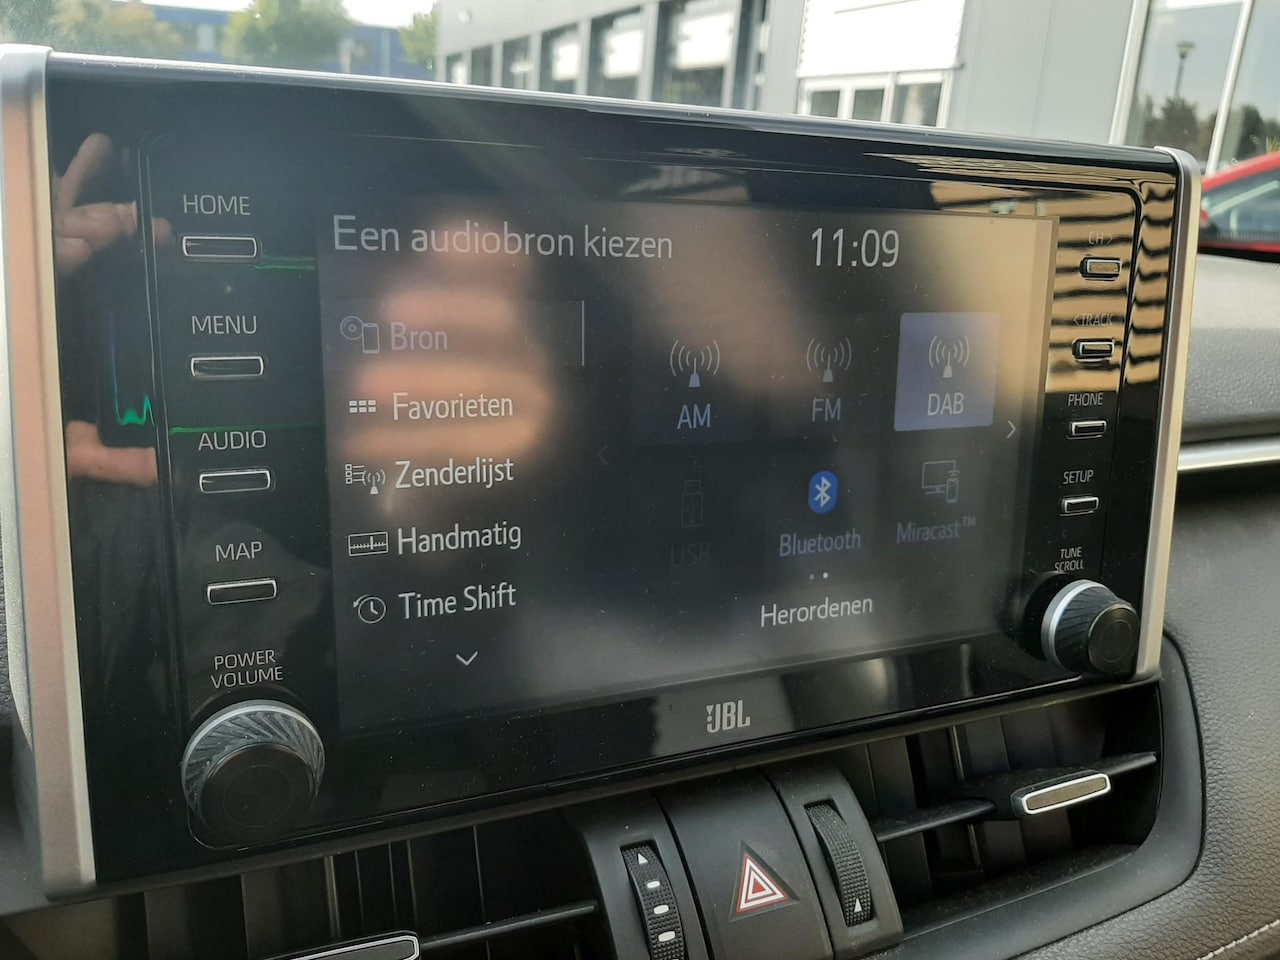 HOME
MENU
AUDIO
MAP
POWER
VOLUME
Een audiobron kiezen
11:09
Bron
Favorieten
Zenderlijst
Handmatig
Time Shift
AM
FM
DAB
USB
Bluetooth
Miracast™
Herordenen
CH >
< TRACK
PHONE
SETUP
TUNE
SCROLL
JBL